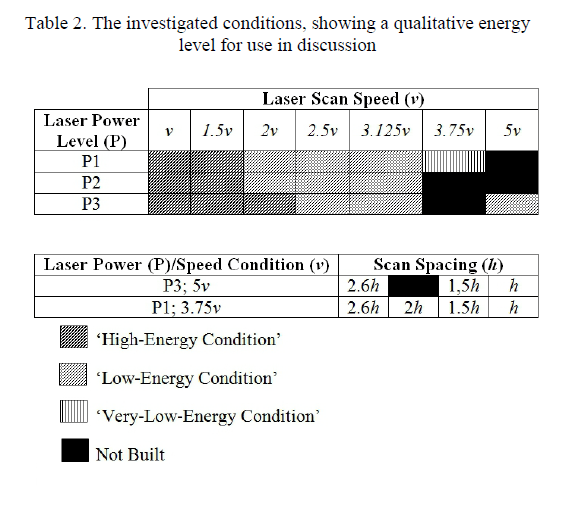 Table 2. The investigated conditions, showing a qualitative energy
level for use in discussion
Laser Scan Speed (v)
Laser Power
Level (P)
v 1.5v 2v 2.5v 3.125v 3.75v 5v
P1
P2
P3
Laser Power (P)/Speed Condition (v) Scan Spacing (h)
P3; 5v 2.6h 1,5h h
P1; 3.75v 2.6h 2h 1.5h h
‘High-Energy Condition’
‘Low-Energy Condition’
‘Very-Low-Energy Condition’
Not Built